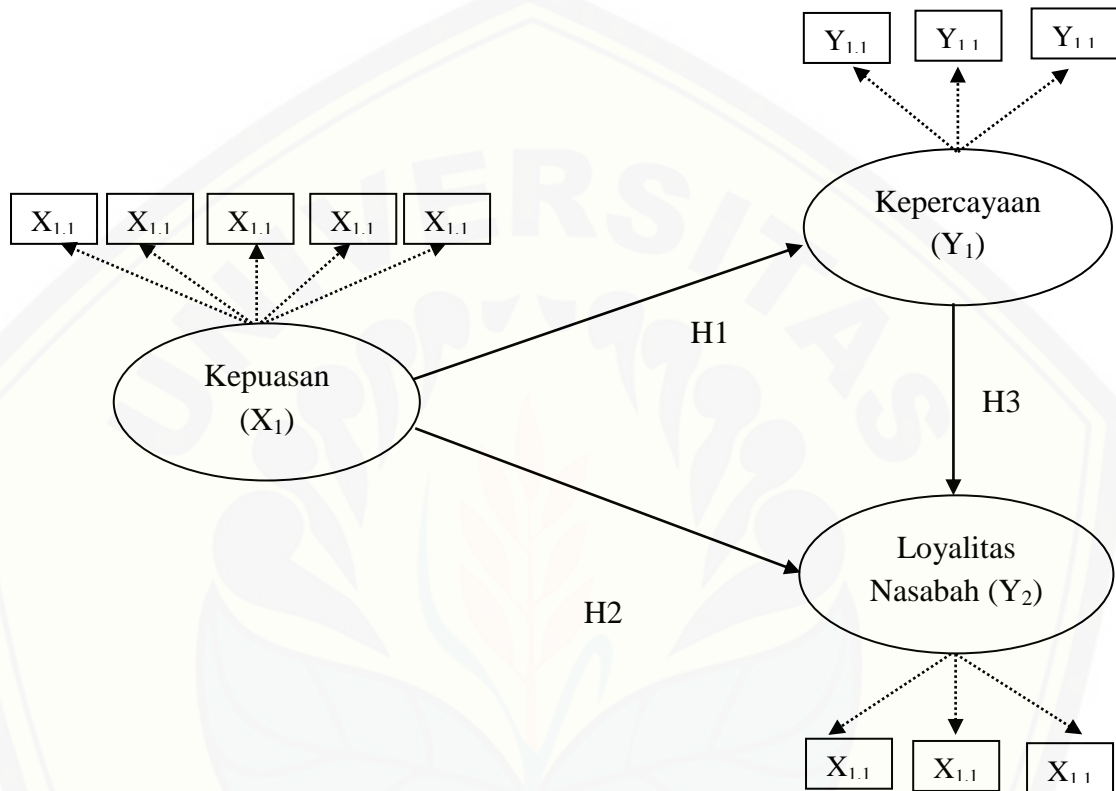 Y1.1 Y1.1 Y1.1
Kepercayaan
(Y1)
X1.1 X1.1 X1.1 X1.1 X1.1
H1
Kepuasan
(X1)
H3
Loyalitas
Nasabah (Y2)
H2
X1.1 X1.1 X1.1
UNIVERSITAS